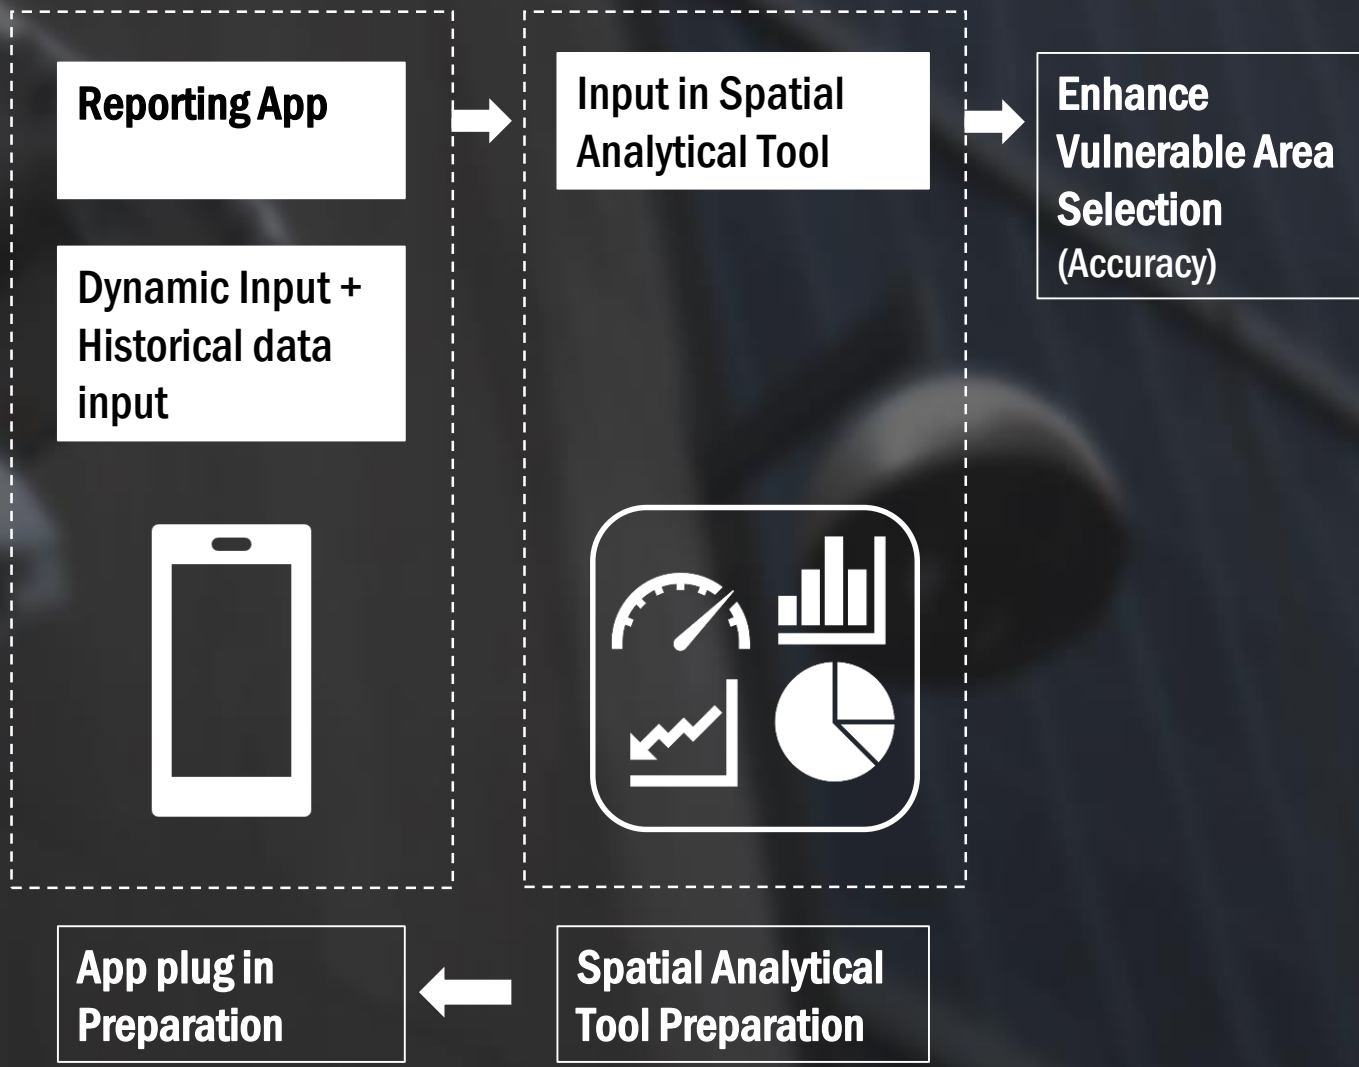 Reporting App
Dynamic Input +
Historical data
input
Input in Spatial
Analytical Tool
Enhance
Vulnerable Area
Selection
(Accuracy)
App plug in
Preparation
Spatial Analytical
Tool Preparation